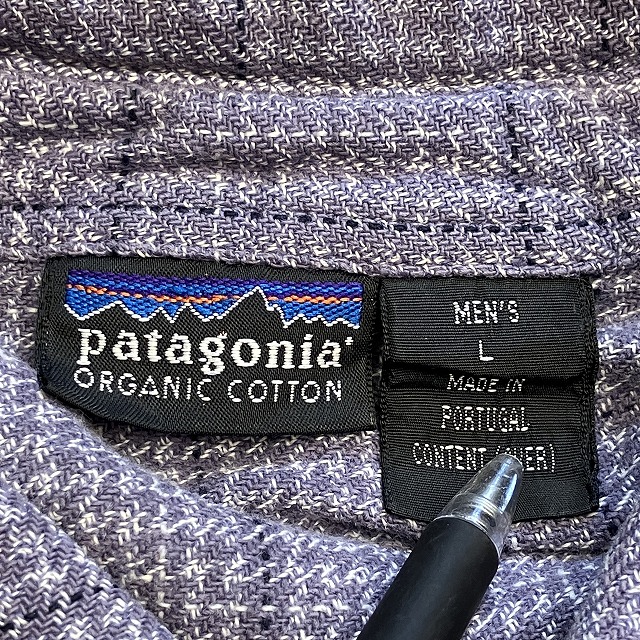 patagonia®
ORGANIC COTTON
MEN'S
L
MADE IN
PORTUGAL
CONTENT